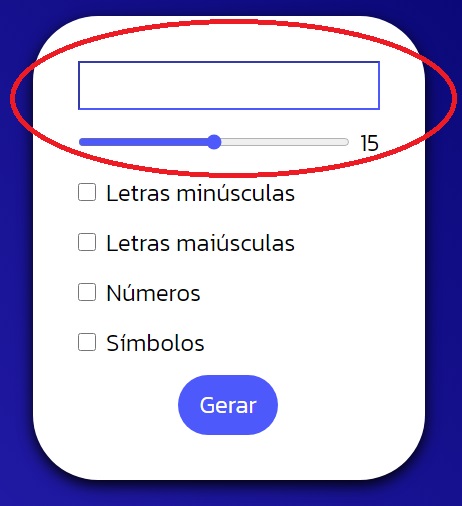 15
Letras minúsculas
Letras maiúsculas
Números
Símbolos
Gerar